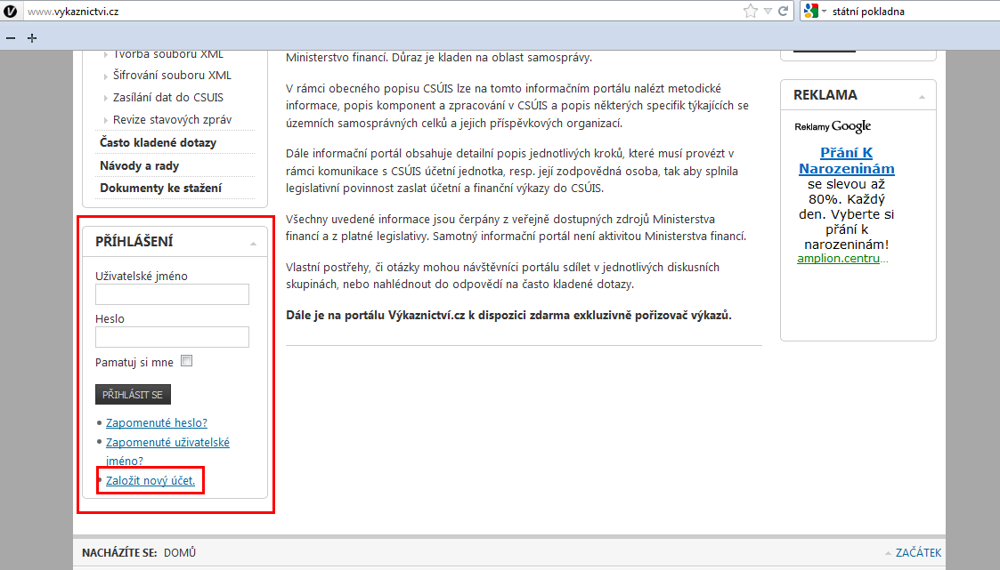 www.vykaznictvi.cz
státní pokladna
Tvorba souboru XML
Šifrování souboru XML
Zasílání dat do CSUIS
Revize stavových zpráv
Často kladené dotazy
Návody a rady
Dokumenty ke stažení
PŘÍHLÁŠENÍ
Uživatelské jméno
Heslo
Pamatuj si mne
PŘIHLÁSIT SE
Zapomenuté heslo?
Zapomenuté uživatelské
jméno?
Založit nový účet.
Ministerstvo financí. Důraz je kladen na oblast samosprávy.
V rámci obecného popisu CSÚIS lze na tomto informačním portálu nalézt metodické
informace, popis komponent a zpracování v CSÚIS a popis některých specifik týkajících se
územních samosprávných celků a jejich příspěvkových organizací.
Dále informační portál obsahuje detailní popis jednotlivých kroků, které musí provézt v
rámci komunikace s CSÚIS účetní jednotka, resp. její zodpovědná osoba, tak aby splnila
legislativní povinnost zaslat účetní a finanční výkazy do CSÚIS.
Všechny uvedené informace jsou čerpány z veřejně dostupných zdrojů Ministerstva
financí a z platné legislativy. Samotný informační portál není aktivitou Ministerstva financí.
Vlastní postřehy, či otázky mohou návštěvníci portálu sdílet v jednotlivých diskusních
skupinách, nebo nahlédnout do odpovědí na často kladené dotazy.
Dále je na portálu Výkaznictví.cz k dispozici zdarma exkluzivně pořizovač výkazů.
REKLAMA
Reklamy Google
Přání K
Narozeninám
se slevou až
80%. Každý
den. Vyberte si
přání k
narozeninám!
amplion.centru...
NACHÁZÍTE SE: DOMŮ
ZAČÁTEK